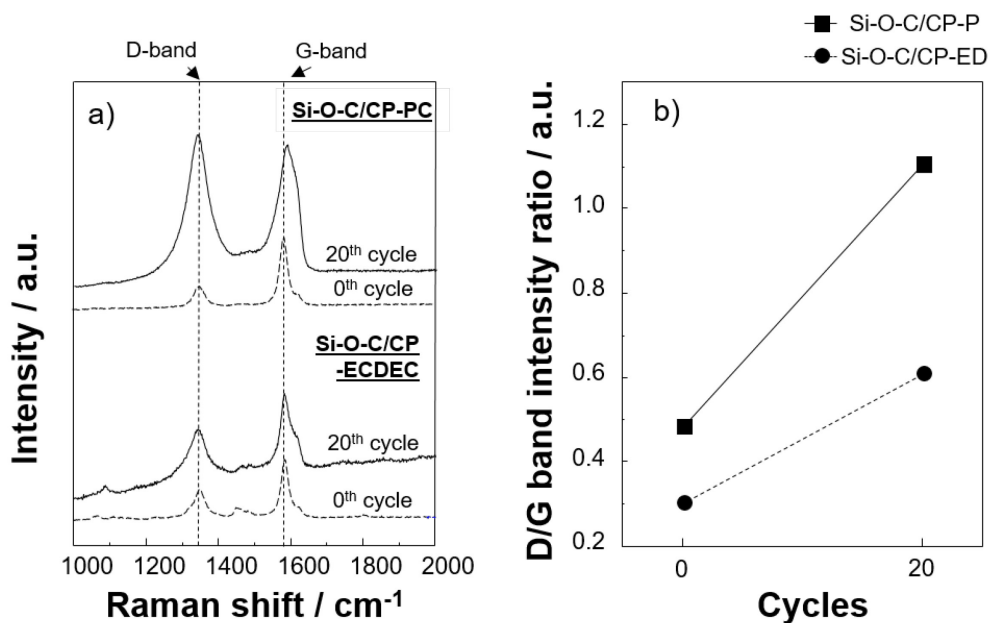 D-band
G-band
a)
Si-O-C/CP-PC
20th cycle
0th cycle
Si-O-C/CP
-ECDEC
20th cycle
0th cycle
Intensity / a.u.
1000 1200 1400 1600 1800 2000
Raman shift / cm-1
Si-O-C/CP-P
Si-O-C/CP-ED
b)
D/G band intensity ratio / a.u.
1.2
1.0
0.8
0.6
0.4
0.2
0 20
Cycles